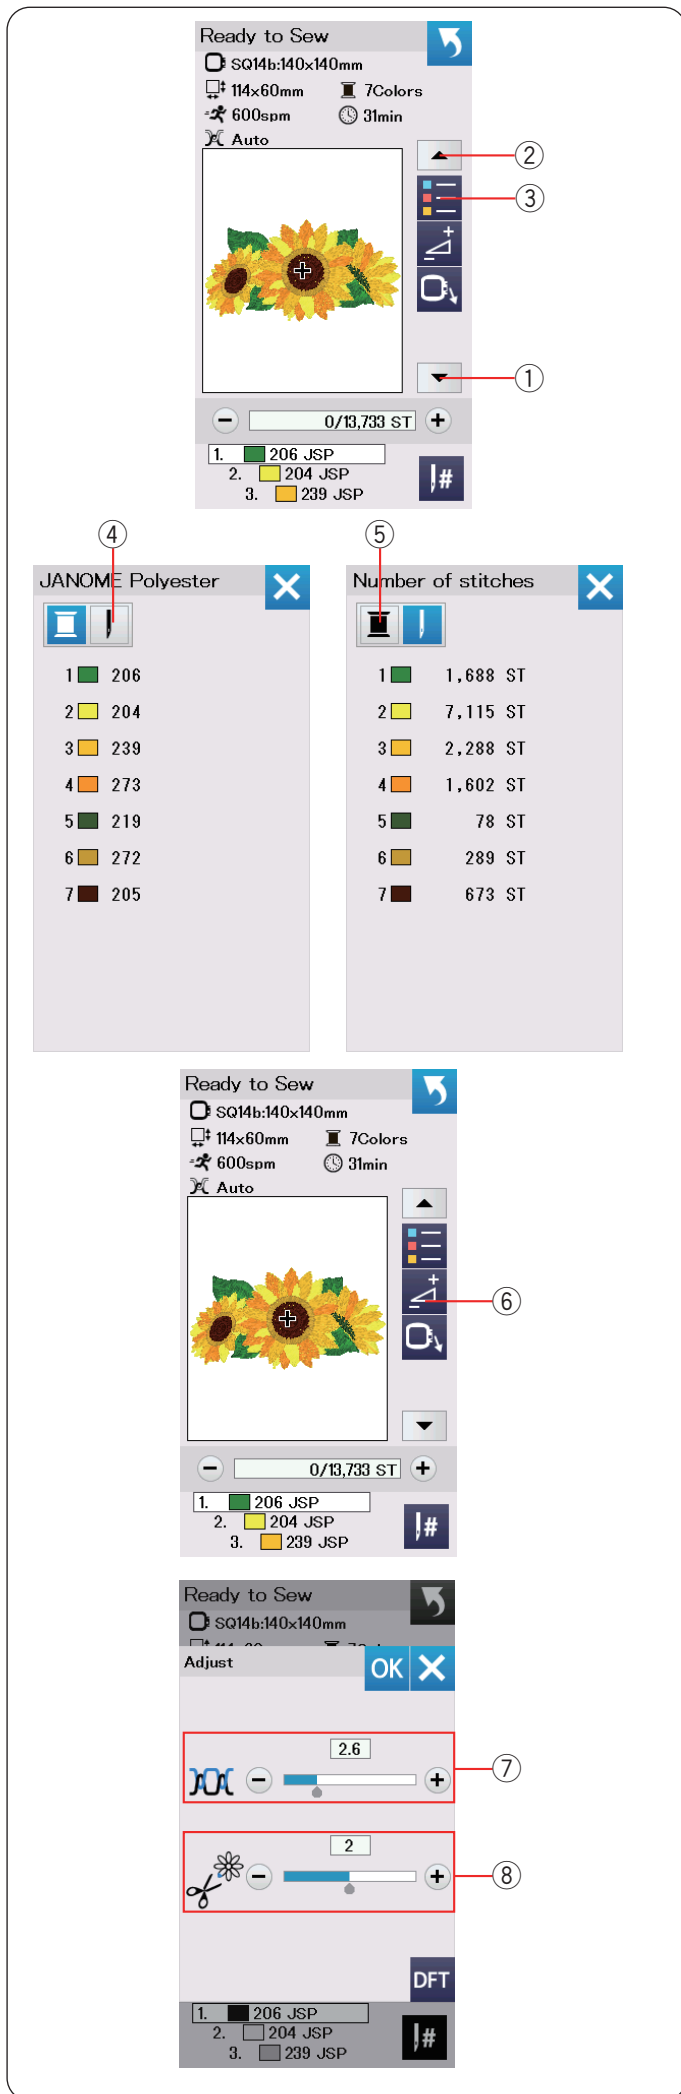 Ready to Sew
SQ14b:140x140mm
114x60mm 7Colors
600spm 31min
Auto
②
③
①
0/13,733 ST
1. 206 JSP
2. 204 JSP
3. 239 JSP
#
④
JANOME Polyester
1 206
2 204
3 239
4 273
5 219
6 272
7 205
⑤
Number of stitches
1 1,688 ST
2 7,115 ST
3 2,288 ST
4 1,602 ST
5 78 ST
6 289 ST
7 673 ST
Ready to Sew
SQ14b:140x140mm
114x60mm 7Colors
600spm 31min
Auto
⑥
0/13,733 ST
1. 206 JSP
2. 204 JSP
3. 239 JSP
#
Ready to Sew
SQ14b:140x140mm
Adjust OK
2.6
⑦
2
⑧
DFT
1. 206 JSP
2. 204 JSP
3. 239 JSP
#